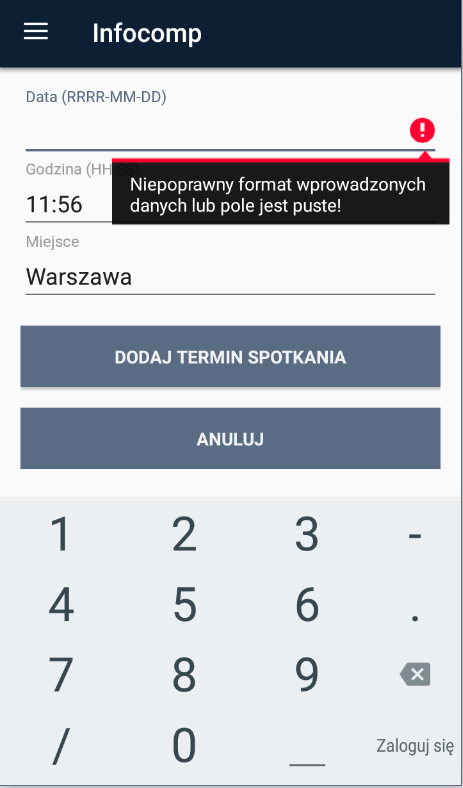 Infocomp
Data (RRRR-MM-DD)
Godzina (HH:SS)
Niepoprawny format wprowadzonych
danych lub pole jest puste!
11:56
Miejsce
Warszawa
DODAJ TERMIN SPOTKANIA
ANULUJ
1 2 3 -
4 5 6 .
7 8 9
/ 0 _ Zaloguj się